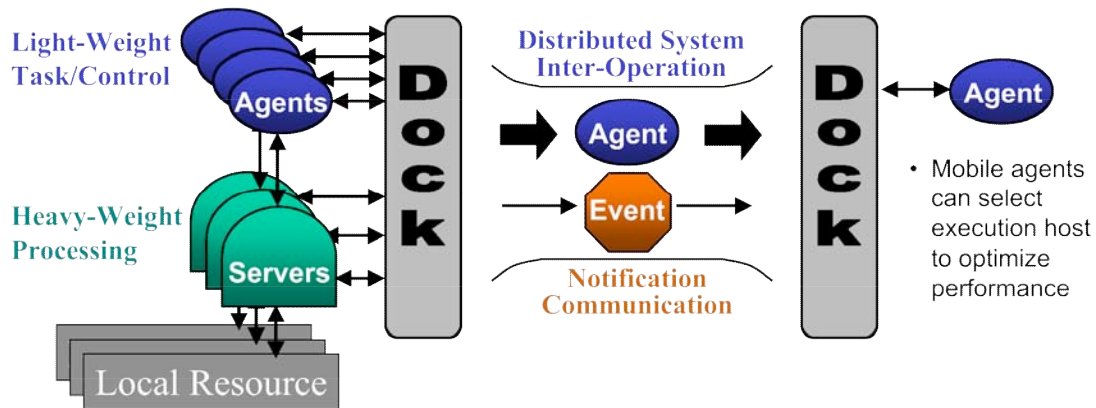 Light-Weight
Task/Control
Agents
Heavy-Weight
Processing
Servers
Local Resource
Dock
Distributed System
Inter-Operation
Agent
Event
Notification
Communication
Dock
Agent
• Mobile agents
can select
execution host
to optimize
performance